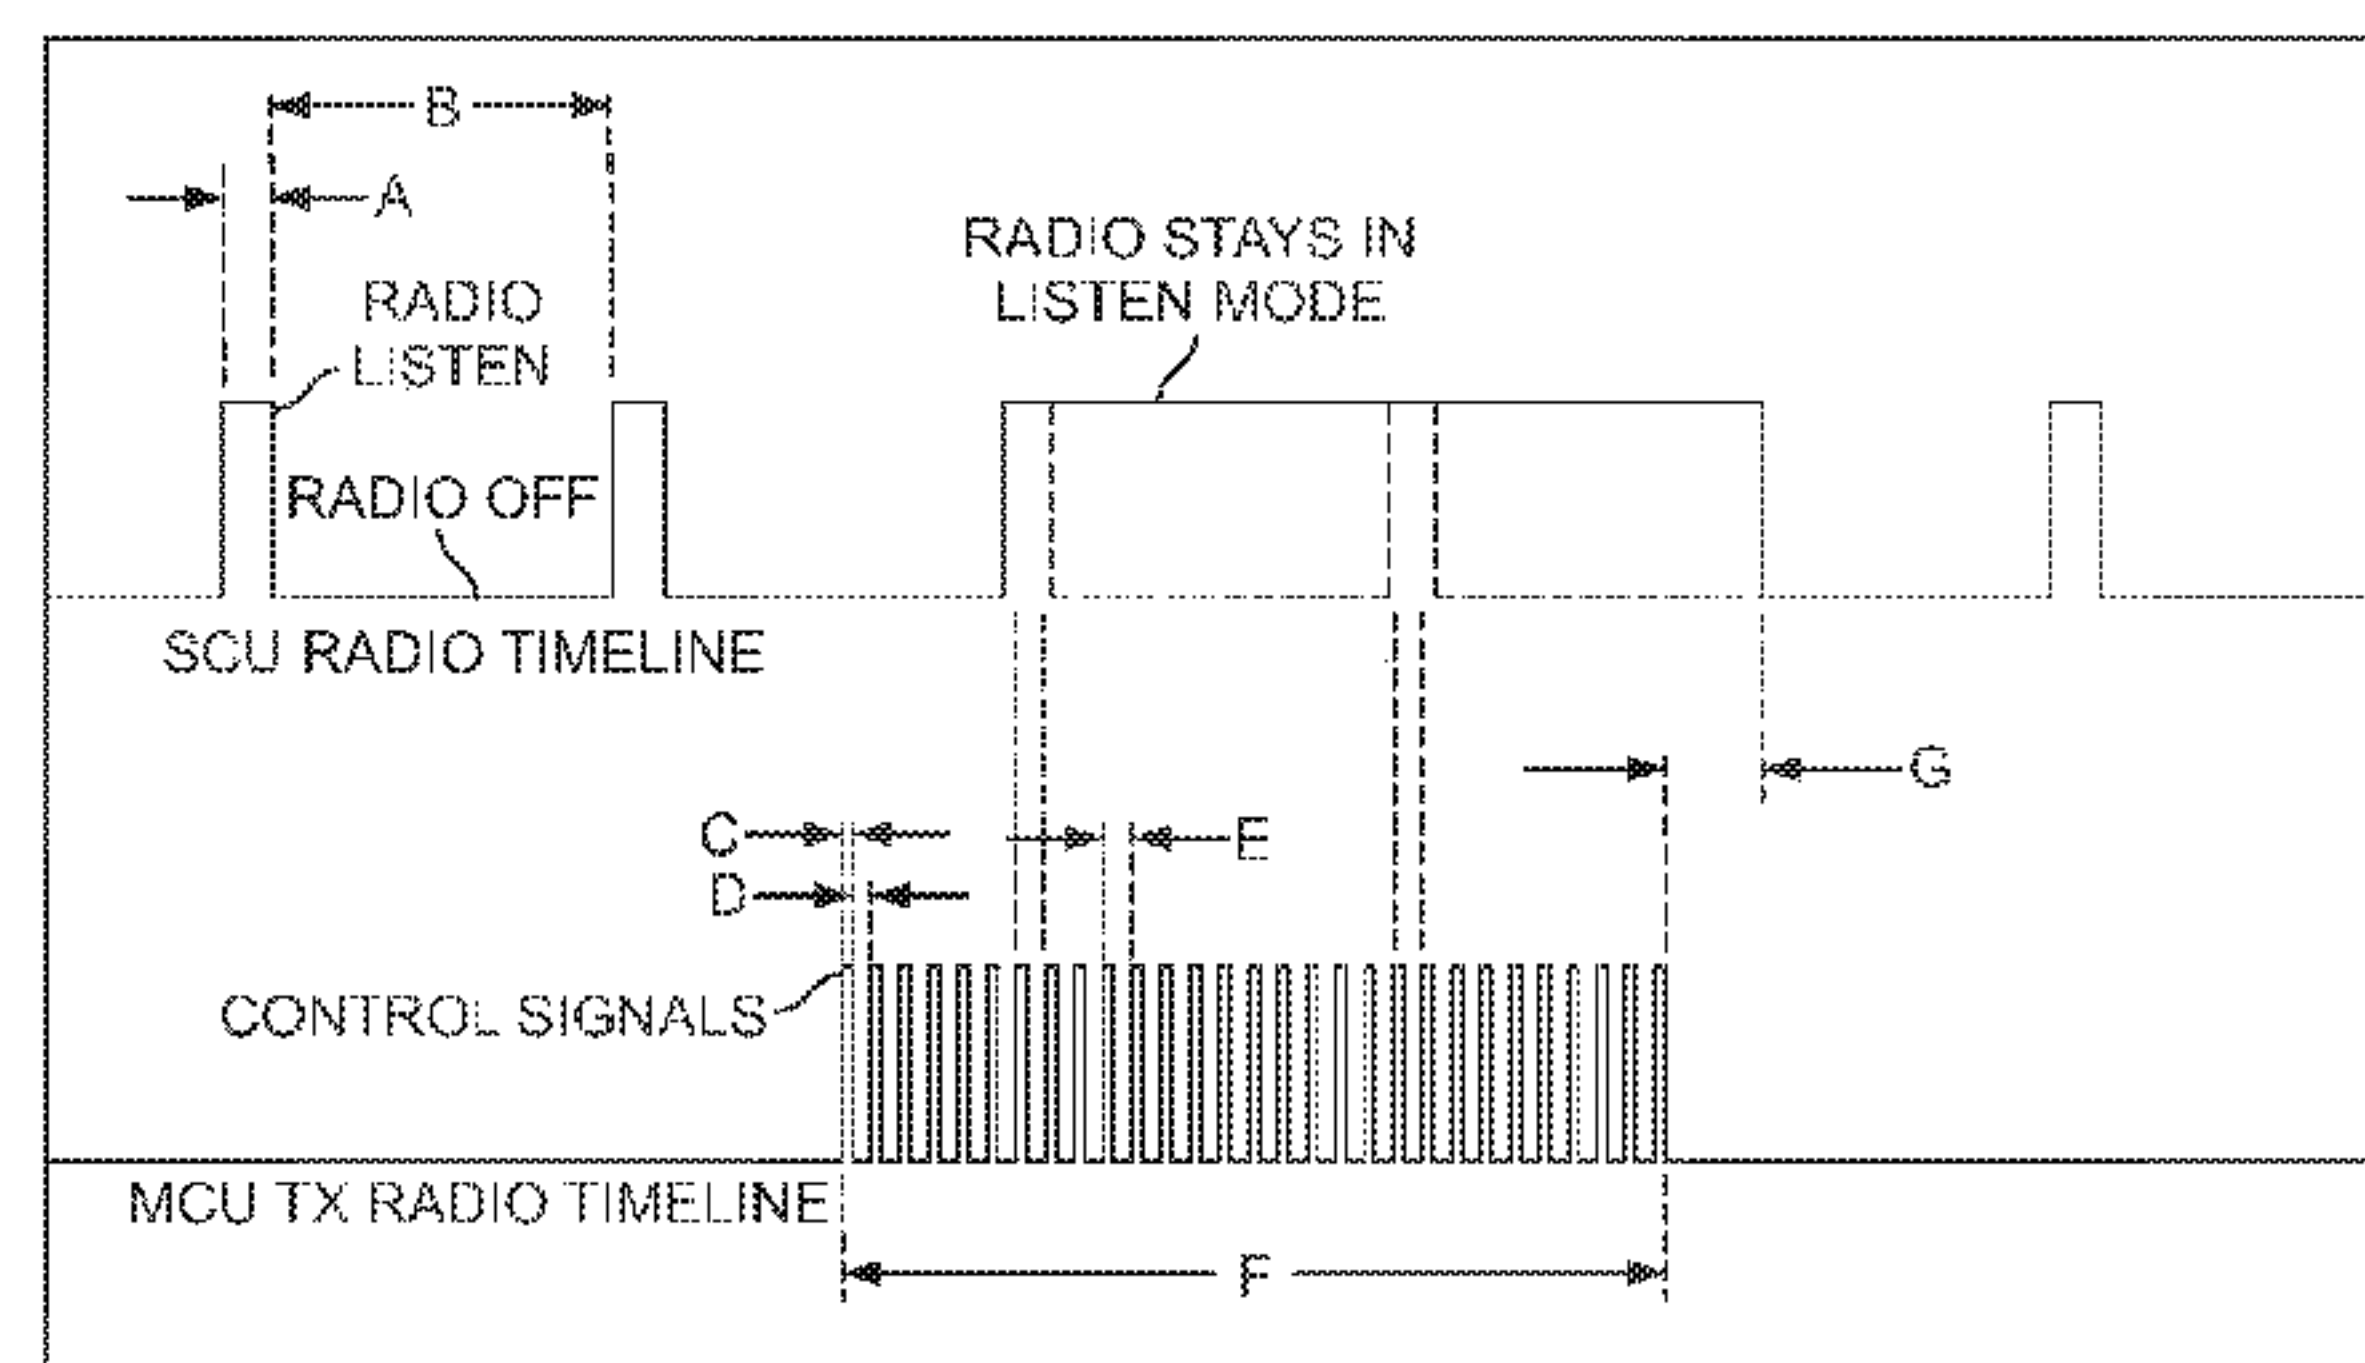 B
A
RADIO STAYS IN
LISTEN MODE
RADIO
LISTEN
RADIO OFF
SCU RADIO TIMELINE
G
C
E
D
CONTROL SIGNALS
MCU TX RADIO TIMELINE
F